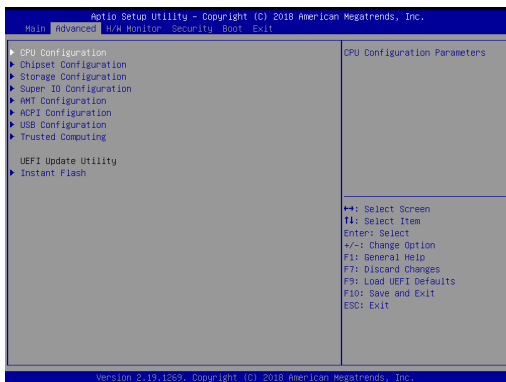 Aptio Setup Utility – Copyright (C) 2018 American Megatrends, Inc.
Main Advanced H/W Monitor Security Boot Exit
CPU Configuration
Chipset Configuration
Storage Configuration
Super IO Configuration
AMT Configuration
ACPI Configuration
USB Configuration
Trusted Computing
UEFI Update Utility
Instant Flash
CPU Configuration Parameters
↔: Select Screen
↑↓: Select Item
Enter: Select
+/-: Change Option
F1: General Help
F7: Discard Changes
F9: Load UEFI Defaults
F10: Save and Exit
ESC: Exit
Version 2.19.1269. Copyright (C) 2018 American Megatrends, Inc.